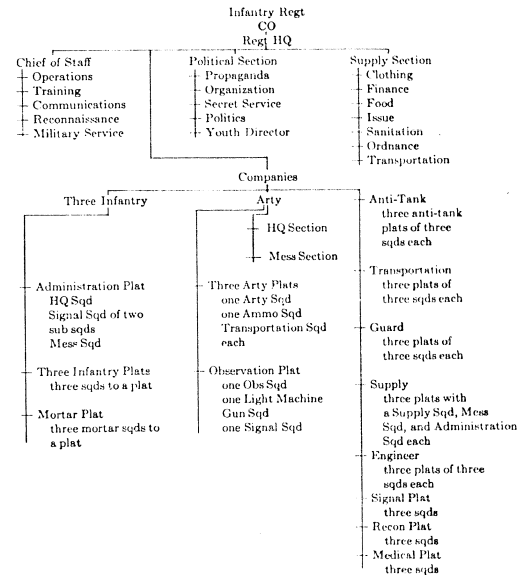 Infantry Regt
CO
Regt HQ
Chief of Staff
Operations
Training
Communications
Reconnaissance
Military Service
Political Section
Propaganda
Organization
Secret Service
Politics
Youth Director
Supply Section
Clothing
Finance
Food
Issue
Sanitation
Ordnance
Transportation
Companies
Three Infantry
Administration Plat
HQ Sqd
Signal Sqd of two
sub sqds
Mess Sqd
Three Infantry Plats
three sqds to a plat
Mortar Plat
three mortar sqds to
a plat
Arty
HQ Section
Mess Section
Three Arty Plats
one Arty Sqd
one Ammo Sqd
Transportation Sqd
each
Observation Plat
one Obs Sqd
one Light Machine
Gun Sqd
one Signal Sqd
Anti-Tank
three anti-tank
plats of three
sqds each
Transportation
three plats of
three sqds each
Guard
three plats of
three sqds each
Supply
three plats with
a Supply Sqd, Mess
Sqd, and Administration
Sqd each
Engineer
three plats of three
sqds each
Signal Plat
three sqds
Recon Plat
three sqds
Medical Plat
three sqds